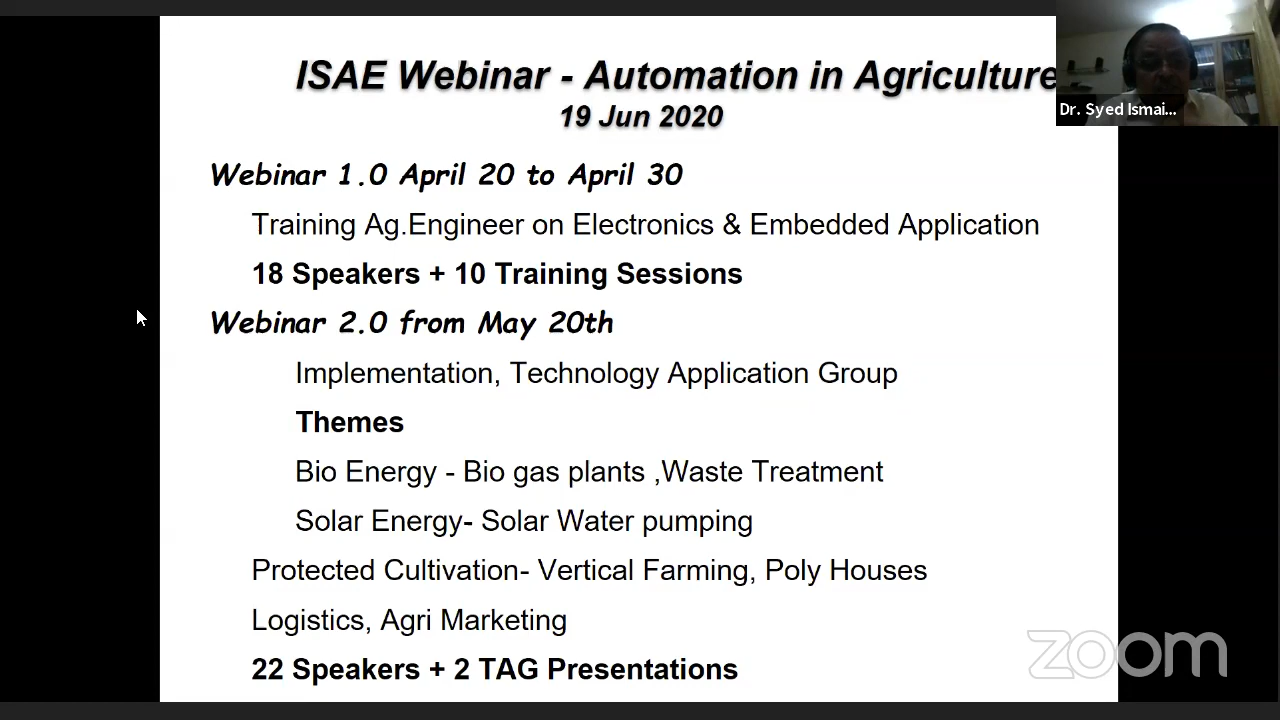 ISAE Webinar - Automation in Agriculture
19 Jun 2020
Dr. Syed Ismai...
Webinar 1.0 April 20 to April 30
Training Ag.Engineer on Electronics & Embedded Application
18 Speakers + 10 Training Sessions
Webinar 2.0 from May 20th
Implementation, Technology Application Group
Themes
Bio Energy - Bio gas plants ,Waste Treatment
Solar Energy- Solar Water pumping
Protected Cultivation- Vertical Farming, Poly Houses
Logistics, Agri Marketing
22 Speakers + 2 TAG Presentations
zoom